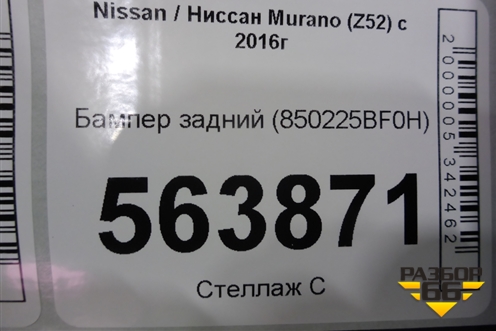 Nissan / Ниссан Murano (Z52) с
2016г
Бампер задний (850225BF0H)
563871
Стеллаж С
2000005342462
РАЗБОР
66